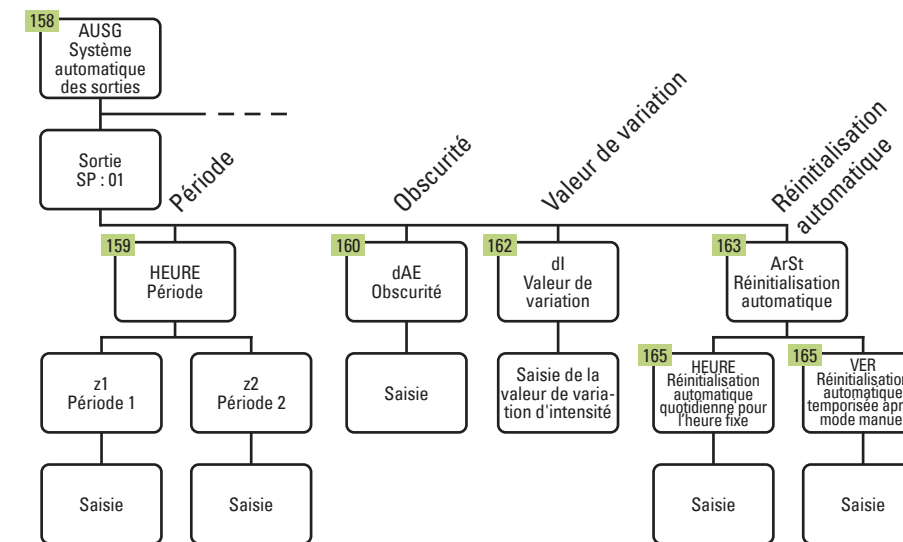 158
AUSG
Système
automatique
des sorties
Sortie
SP : 01
Période
Obscurité
Valeur de variation
Réinitialisation
automatique
159
HEURE
Période
160
dAE
Obscurité
162
dI
Valeur de
variation
163
ArSt
Réinitialisation
automatique
z1
Période 1
z2
Période 2
Saisie
Saisie de la
valeur de varia-
tion d'intensité
165
HEURE
Réinitialisation
automatique
quotidienne pour
l'heure fixe
165
VER
Réinitialisation
automatique
temporisée apr
mode manue
Saisie
Saisie
Saisie
Saisie